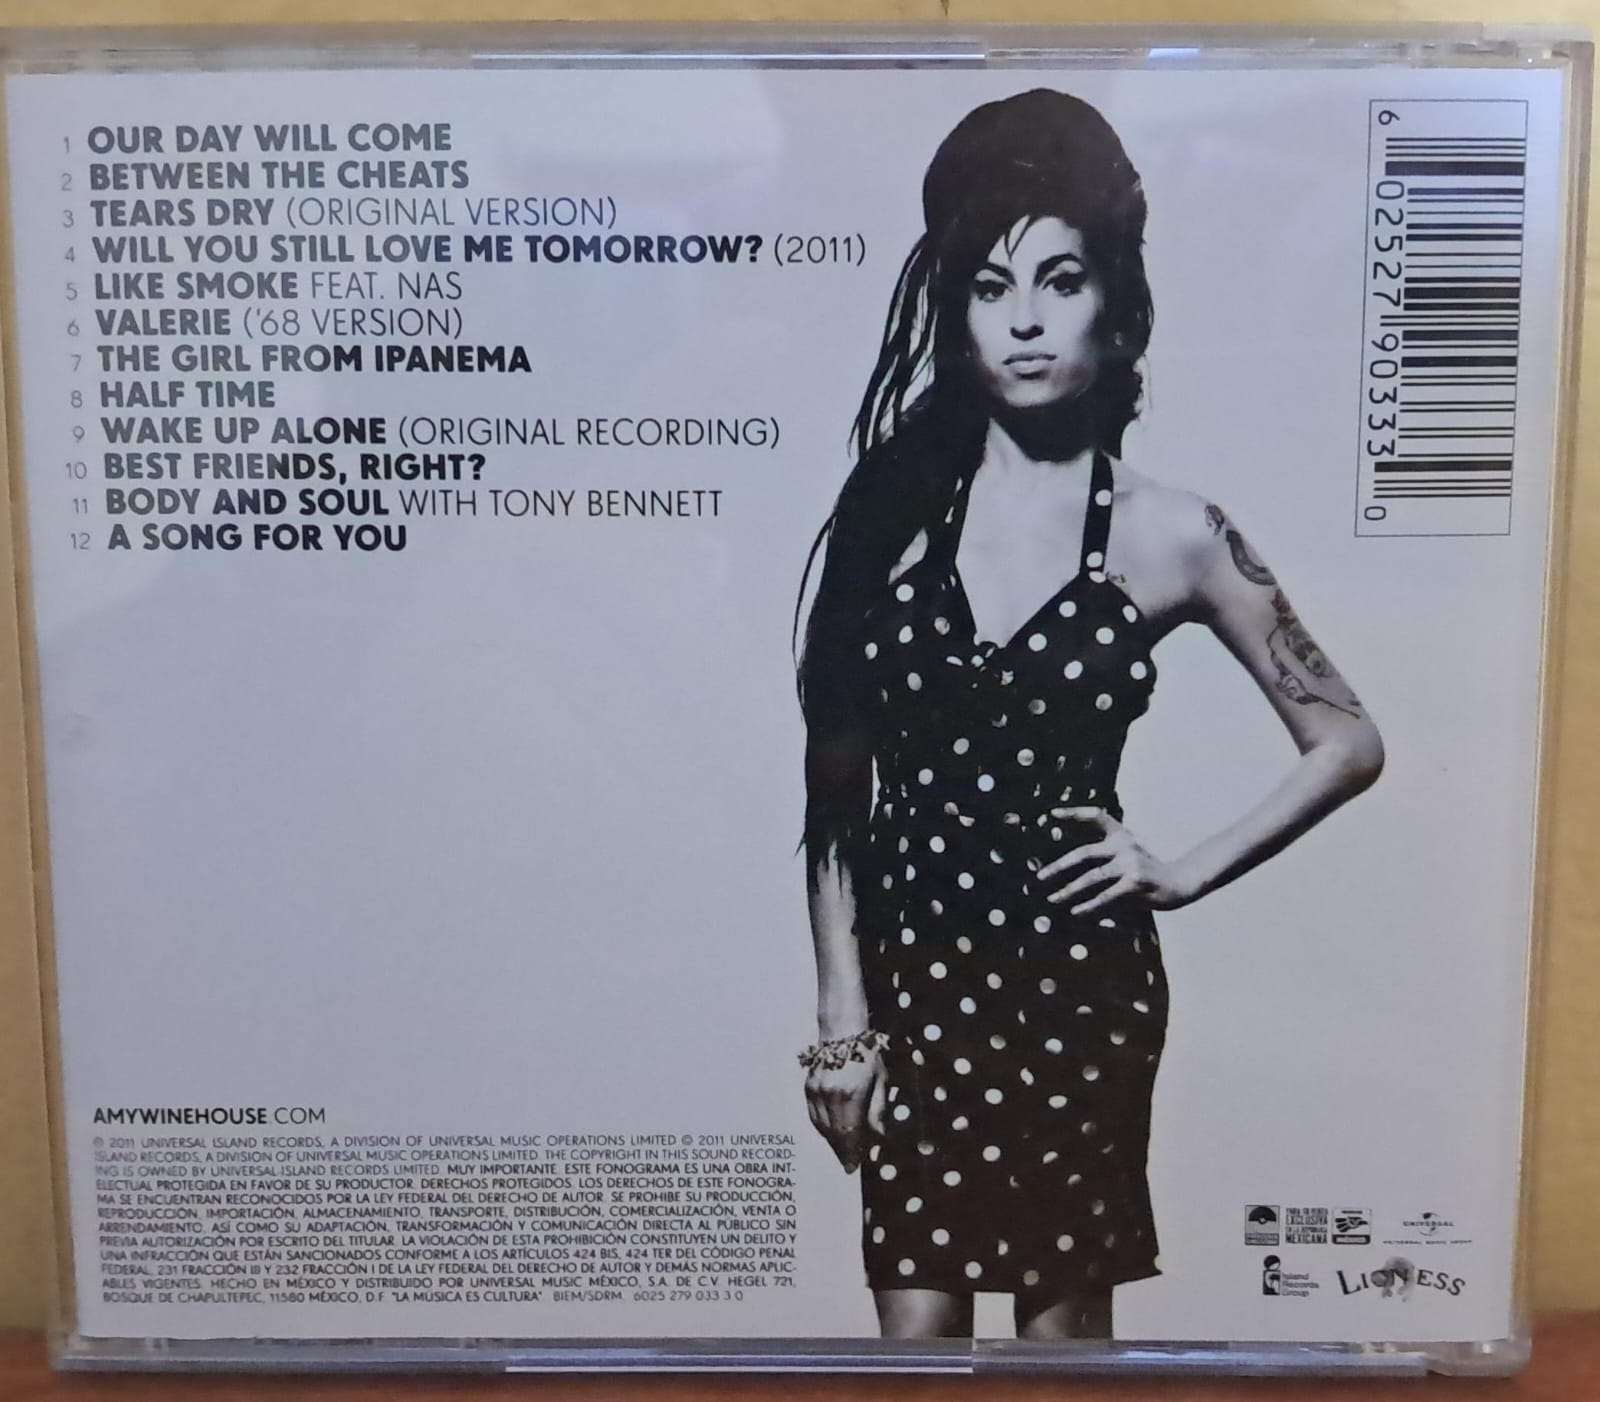 1 OUR DAY WILL COME
2 BETWEEN THE CHEATS
3 TEARS DRY (ORIGINAL VERSION)
4 WILL YOU STILL LOVE ME TOMORROW? (2011)
5 LIKE SMOKE FEAT. NAS
6 VALERIE ('68 VERSION)
7 THE GIRL FROM IPANEMA
8 HALF TIME
9 WAKE UP ALONE (ORIGINAL RECORDING)
10 BEST FRIENDS, RIGHT?
11 BODY AND SOUL WITH TONY BENNETT
12 A SONG FOR YOU
6 02527 90333 0
AMYWINEHOUSE.COM
℗ 2011 UNIVERSAL ISLAND RECORDS, A DIVISION OF UNIVERSAL MUSIC OPERATIONS LIMITED © 2011 UNIVERSAL
ISLAND RECORDS, A DIVISION OF UNIVERSAL MUSIC OPERATIONS LIMITED. THE COPYRIGHT IN THIS SOUND RECORD-
ING IS OWNED BY UNIVERSAL ISLAND RECORDS LIMITED. MUY IMPORTANTE. ESTE FONOGRAMA ES UNA OBRA INT-
ELECTUAL PROTEGIDA EN FAVOR DE SU PRODUCTOR. DERECHOS PROTEGIDOS. LOS DERECHOS DE ESTE FONOGRA-
MA SE ENCUENTRAN RECONOCIDOS POR LA LEY FEDERAL DEL DERECHO DE AUTOR. SE PROHIBE SU PRODUCCIÓN,
REPRODUCCIÓN, IMPORTACIÓN, ALMACENAMIENTO, TRANSPORTE, DISTRIBUCIÓN, COMERCIALIZACIÓN, VENTA O
ARRENDAMIENTO, ASÍ COMO SU ADAPTACIÓN, TRANSFORMACIÓN Y COMUNICACIÓN DIRECTA AL PÚBLICO SIN
PREVIA AUTORIZACIÓN POR ESCRITO DEL TITULAR. LA VIOLACIÓN DE ESTA PROHIBICIÓN CONSTITUYEN UN DELITO Y
UNA INFRACCIÓN QUE ESTÁN SANCIONADOS CONFORME A LOS ARTÍCULOS 424 BIS, 424 TER DEL CÓDIGO PENAL
FEDERAL, 231 FRACCIÓN III Y 232 FRACCIÓN I DE LA LEY FEDERAL DEL DERECHO DE AUTOR Y DEMÁS NORMAS APLIC-
ABLES VIGENTES. HECHO EN MÉXICO Y DISTRIBUIDO POR UNIVERSAL MUSIC MÉXICO, S.A. DE C.V. HEGEL 721,
BOSQUE DE CHAPULTEPEC, 11580 MÉXICO, D.F. "LA MÚSICA ES CULTURA" BIEM/SDRM. 6025 279 033 3 0
PARA SU VENTA
EXCLUSIVA
EN LA REPUBLICA
MEXICANA
UNIVERSAL
Island
Records
Group
LIONESS